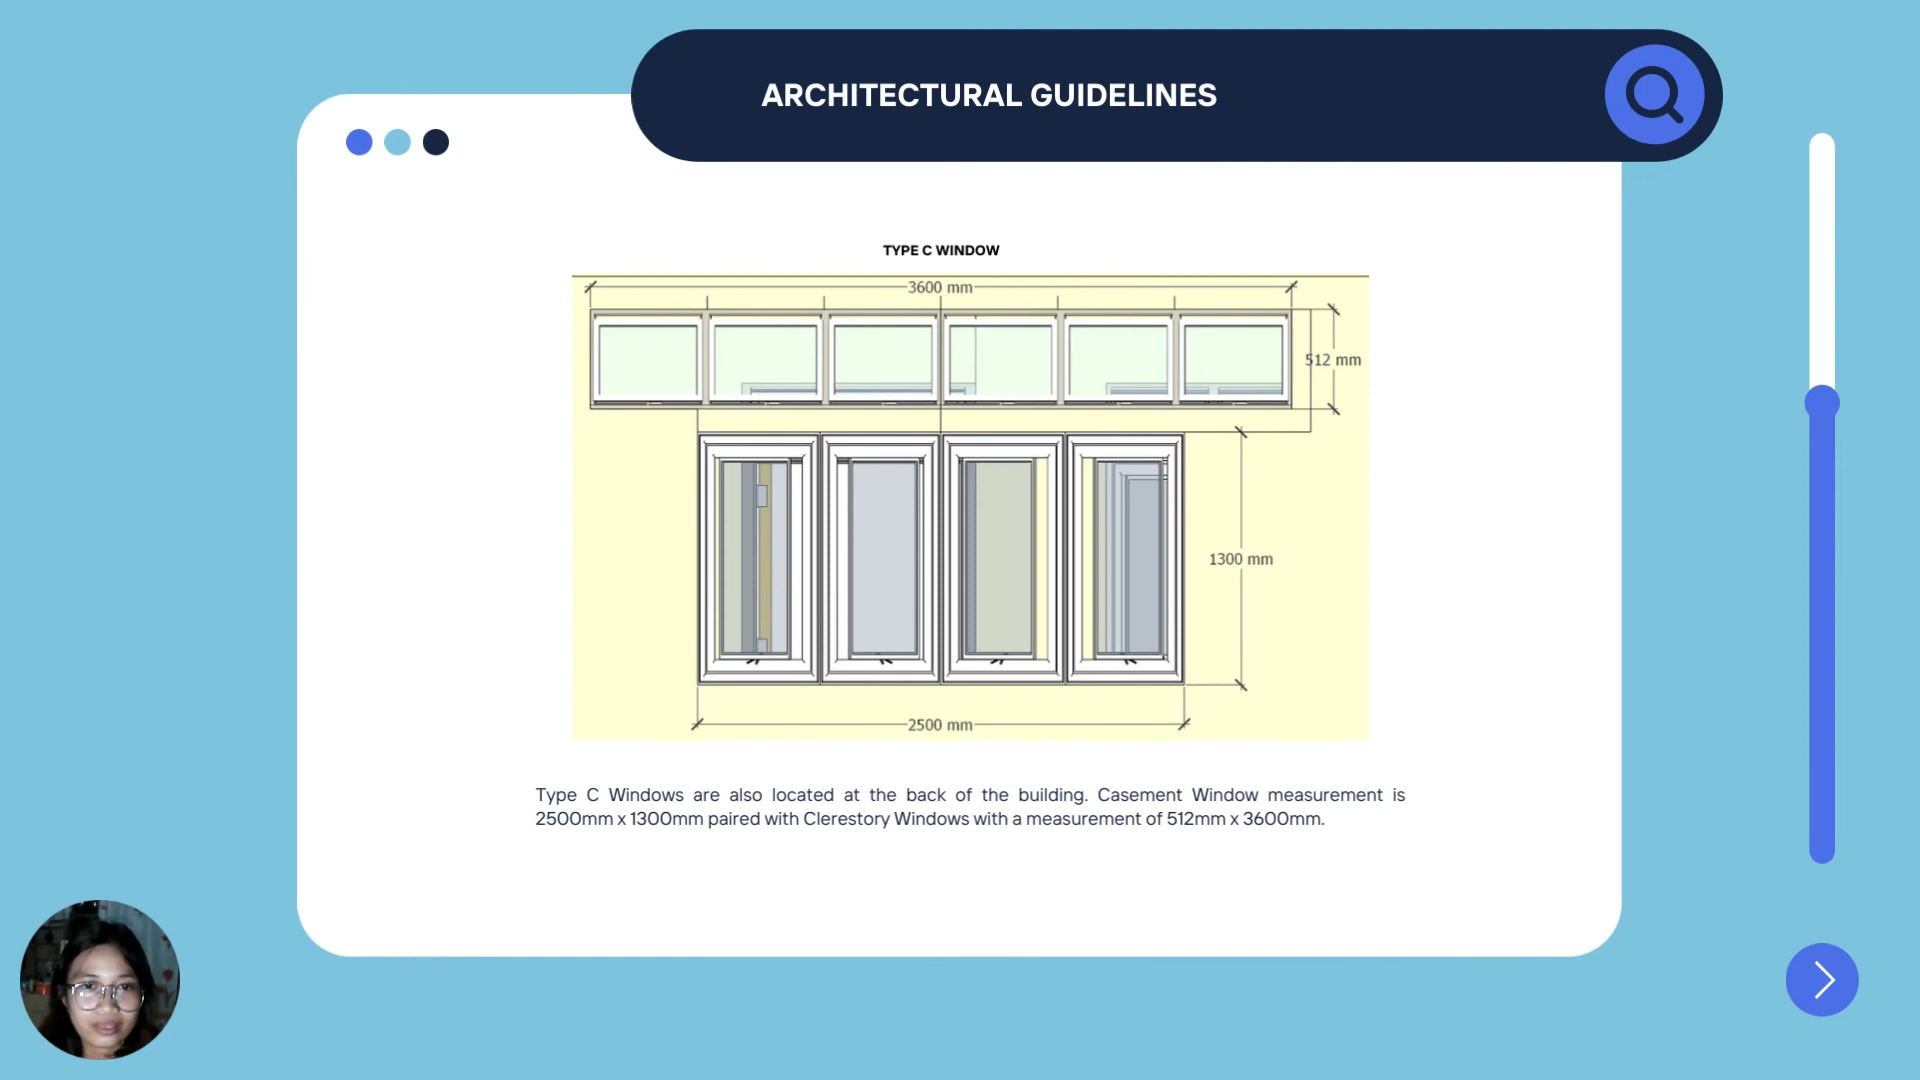 ARCHITECTURAL GUIDELINES
TYPE C WINDOW
3600 mm
512 mm
1300 mm
2500 mm
Type C Windows are also located at the back of the building. Casement Window measurement is
2500mm x 1300mm paired with Clerestory Windows with a measurement of 512mm x 3600mm.